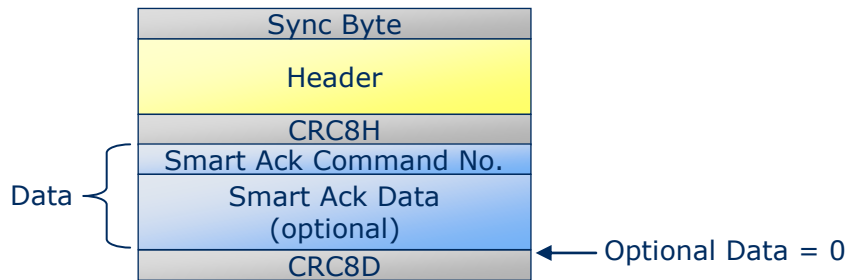 Sync Byte
Header
CRC8H
Smart Ack Command No.
Data
Smart Ack Data
(optional)
Optional Data = 0
CRC8D